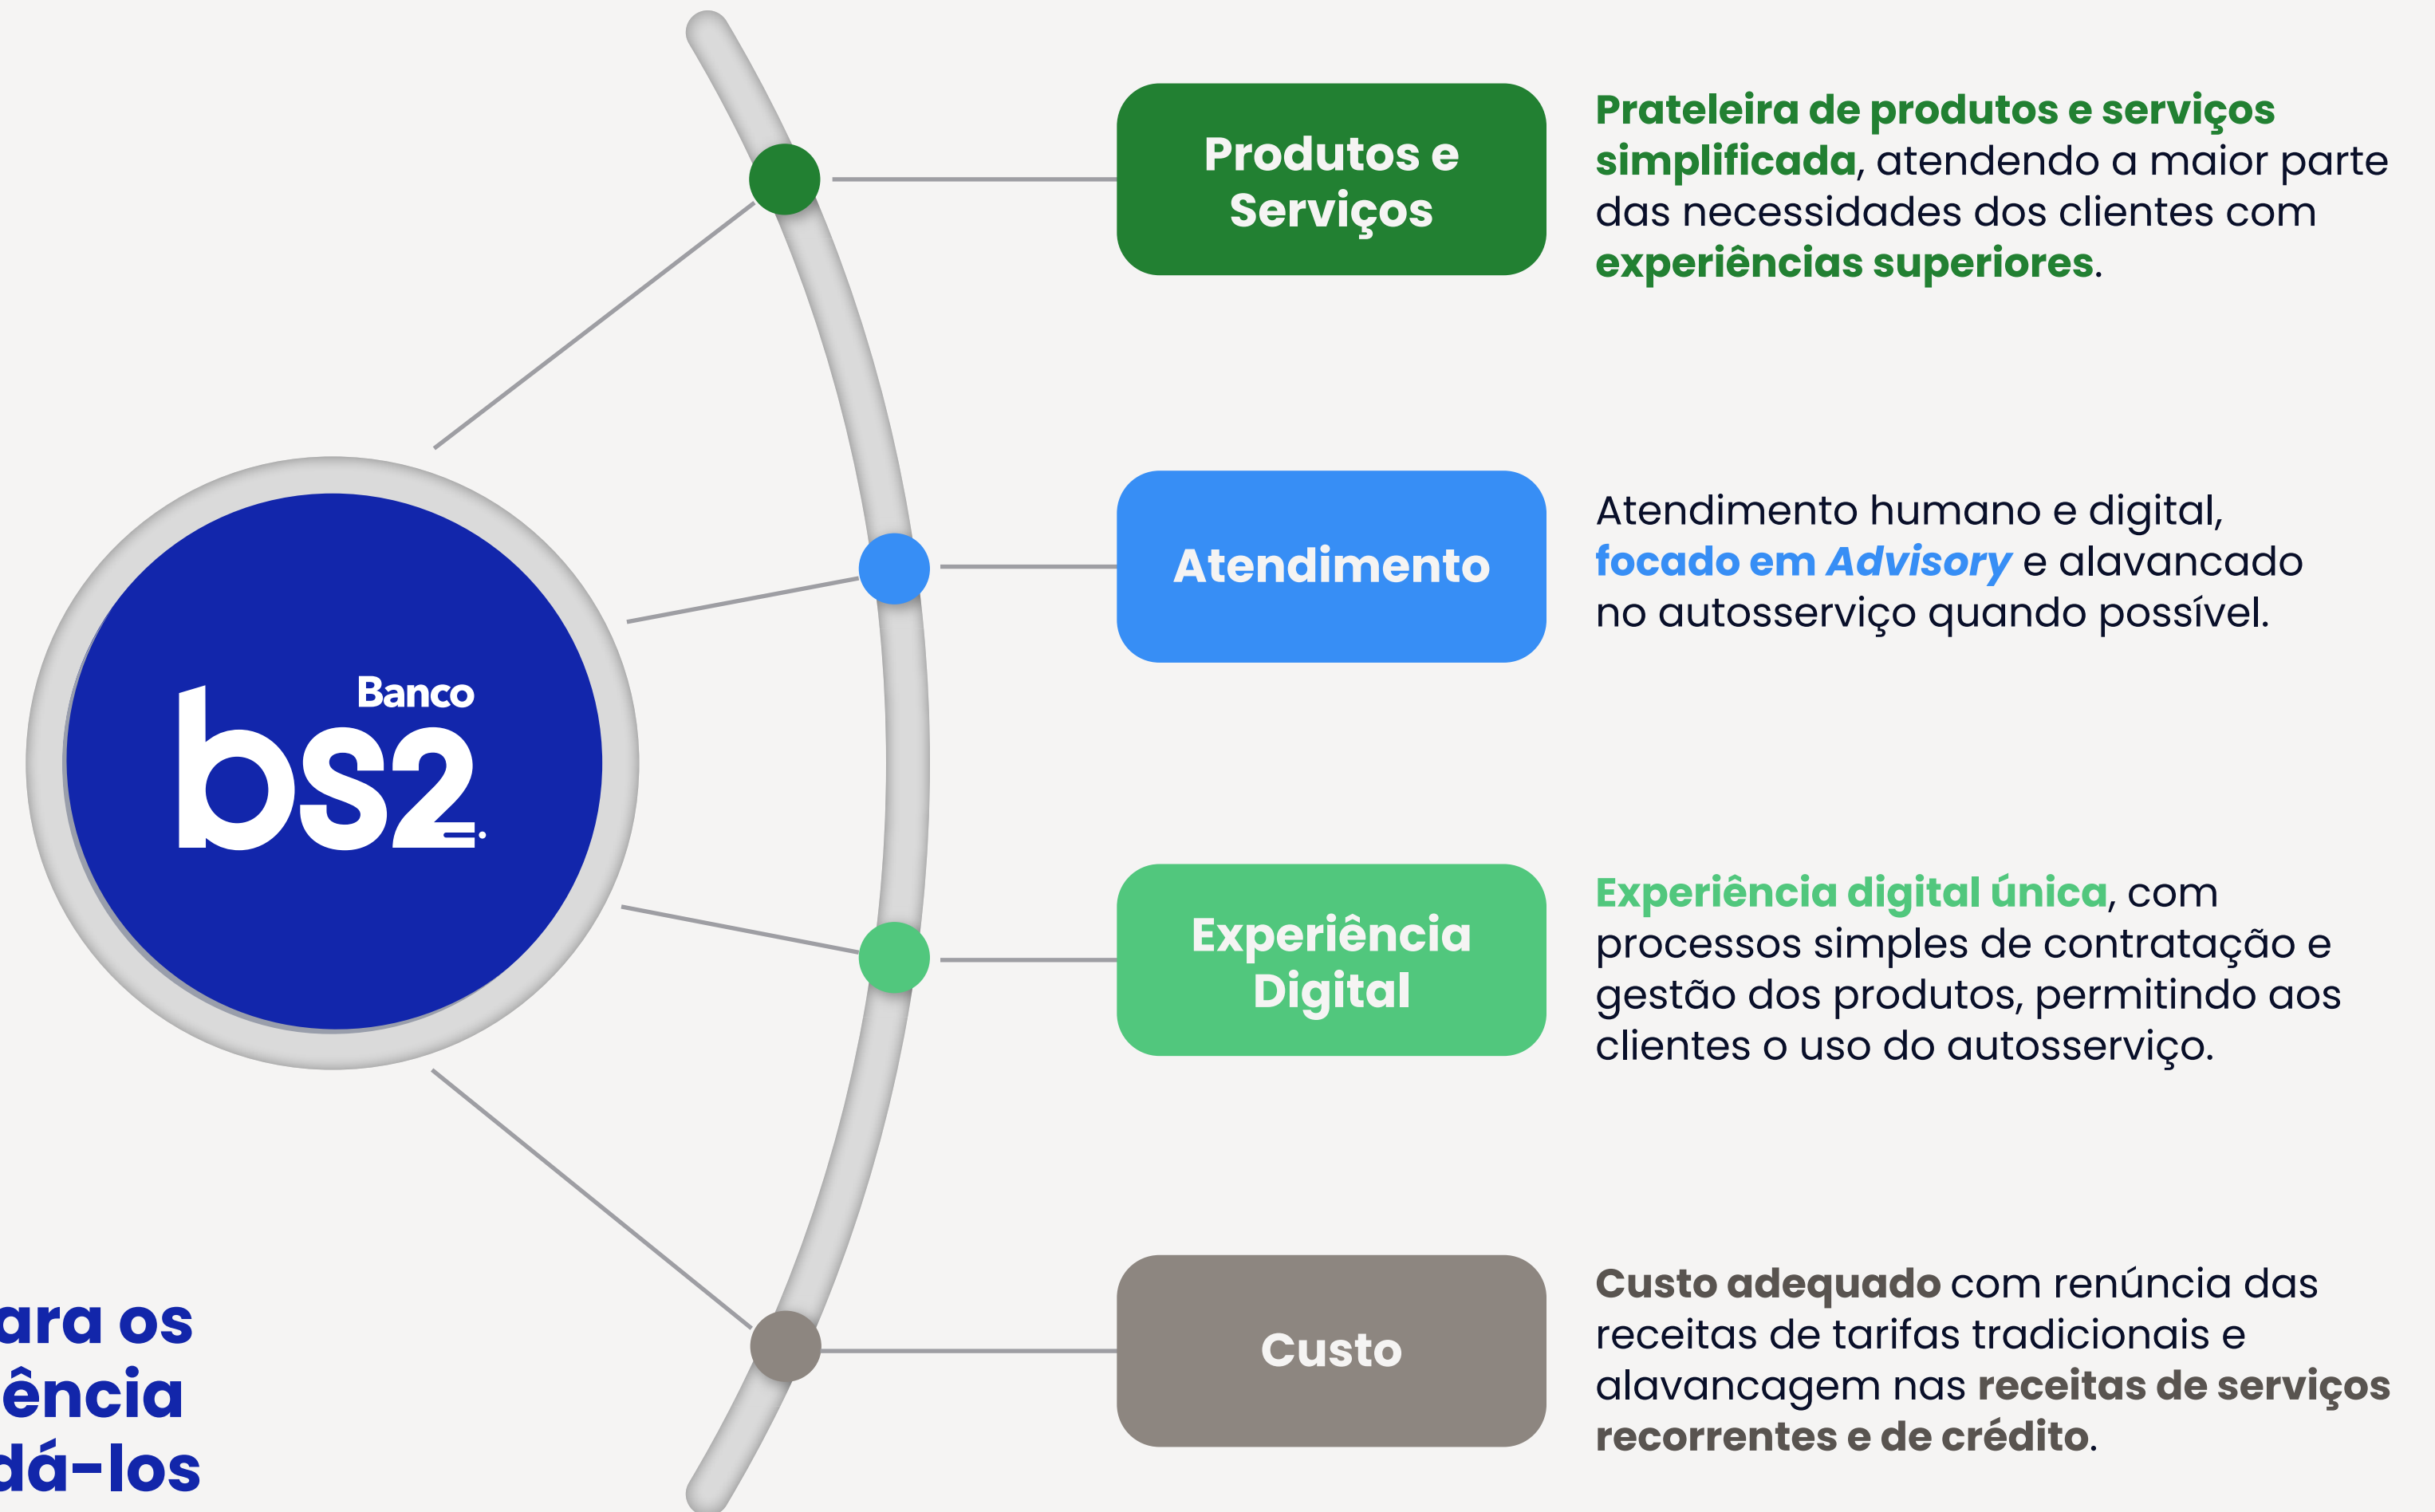 Produtos e
Serviços
Prateleira de produtos e serviços
simplificada, atendendo a maior parte
das necessidades dos clientes com
experiências superiores.
Atendimento
Atendimento humano e digital,
focado em Advisory e alavancado
no autosserviço quando possível.
Banco
bs2
Experiência
Digital
Experiência digital única, com
processos simples de contratação e
gestão dos produtos, permitindo aos
clientes o uso do autosserviço.
Custo
Custo adequado com renúncia das
receitas de tarifas tradicionais e
alavancagem nas receitas de serviços
recorrentes e de crédito.
ara os
ência
dá-los